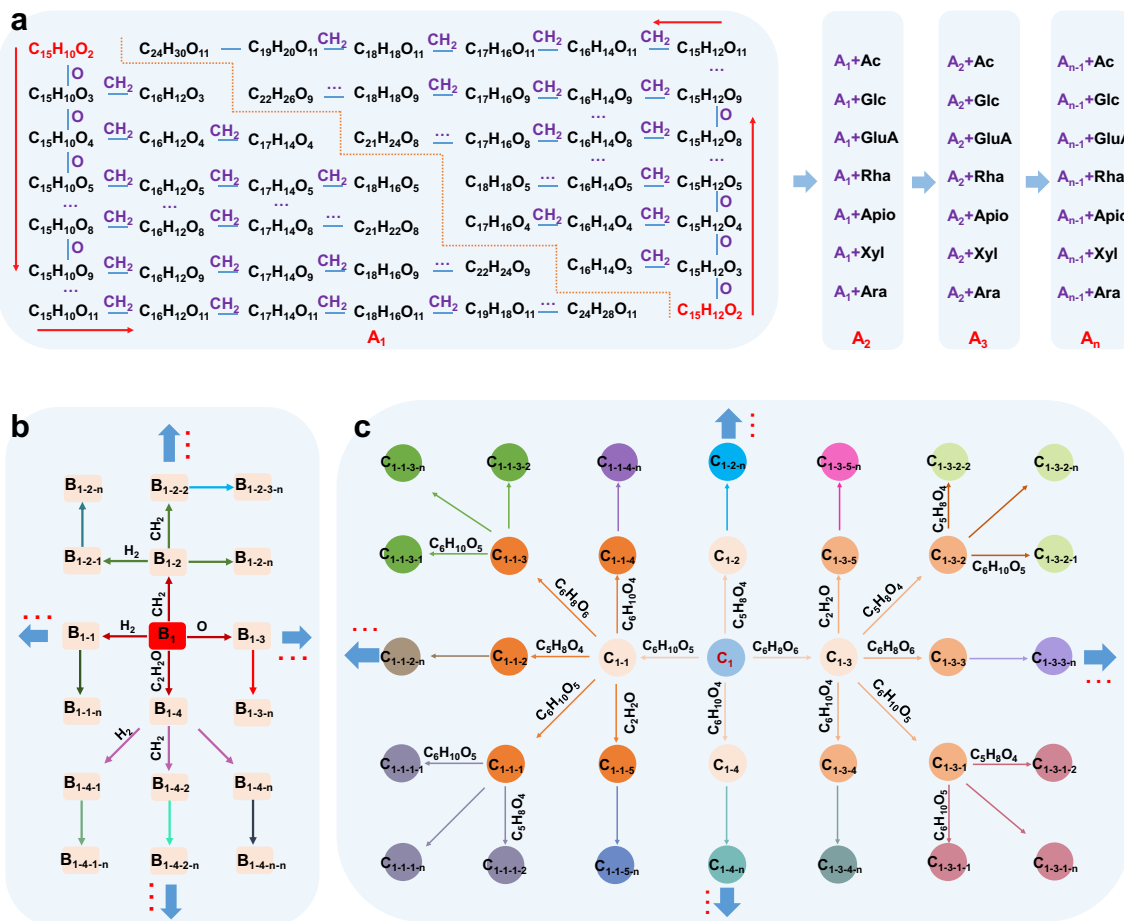 a
C15H10O2 C24H30O11 C19H20O11 CH2 C18H18O11 CH2 C17H16O11 CH2 C16H14O11 CH2 C15H12O11
O ...
C15H10O3 CH2 C16H12O3 C22H26O9 ... C18H18O9 CH2 C17H16O9 CH2 C16H14O9 CH2 C15H12O9
O ... O
C15H10O4 CH2 C16H12O4 CH2 C17H14O4 C21H24O8 ... C17H16O8 CH2 C16H14O8 CH2 C15H12O8
O ... ...
C15H10O5 CH2 C16H12O5 CH2 C17H14O5 CH2 C18H16O5 C18H18O5 ... C16H14O5 CH2 C15H12O5
... ... ... O
C15H10O8 CH2 C16H12O8 CH2 C17H14O8 ... C21H22O8 C17H16O4 CH2 C16H14O4 CH2 C15H12O4
O O
C15H10O9 CH2 C16H12O9 CH2 C17H14O9 CH2 C18H16O9 ... C22H24O9 C16H14O3 CH2 C15H12O3
... O
C15H10O11 CH2 C16H12O11 CH2 C17H14O11 CH2 C18H16O11 CH2 C19H18O11 ... C24H28O11 C15H12O2
A1
A1+Ac A2+Ac An-1+Ac
A1+Glc A2+Glc An-1+Glc
A1+GluA A2+GluA An-1+GluA
A1+Rha A2+Rha An-1+Rha
A1+Apio A2+Apio An-1+Apio
A1+Xyl A2+Xyl An-1+Xyl
A1+Ara A2+Ara An-1+Ara
A2 A3 An
b
...
B1-2-n B1-2-2 B1-2-3-n
CH2
H2
B1-2-1 B1-2 B1-2-n
CH2
...
B1-1 H2 B1 O B1-3
...
C2H2O
B1-1-n B1-4 B1-3-n
H2 CH2
B1-4-1 B1-4-2 B1-4-n
B1-4-1-n B1-4-2-n B1-4-n-n
...
c
...
C1-1-3-n C1-1-3-2 C1-1-4-n C1-2-n C1-3-5-n C1-3-2-2 C1-3-2-n
C5H8O4
C1-1-3-1 C6H10O5 C1-1-3 C1-1-4 C1-2 C1-3-5 C1-3-2 C6H10O5 C1-3-2-1
C6H8O6 C6H10O4 C5H8O4 C2H2O C5H8O4
...
C1-1-2-n C1-1-2 C5H8O4 C1-1 C6H10O5 C1 C6H8O6 C1-3 C6H8O6 C1-3-3 C1-3-3-n
...
C6H10O5 C2H2O C6H10O4 C6H10O4 C6H10O5
C1-1-1-1 C6H10O5 C1-1-1 C1-1-5 C1-4 C1-3-4 C1-3-1 C5H8O4 C1-3-1-2
C5H8O4 C6H10O5
C1-1-1-n C1-1-1-2 C1-1-5-n C1-4-n C1-3-4-n C1-3-1-1 C1-3-1-n
...